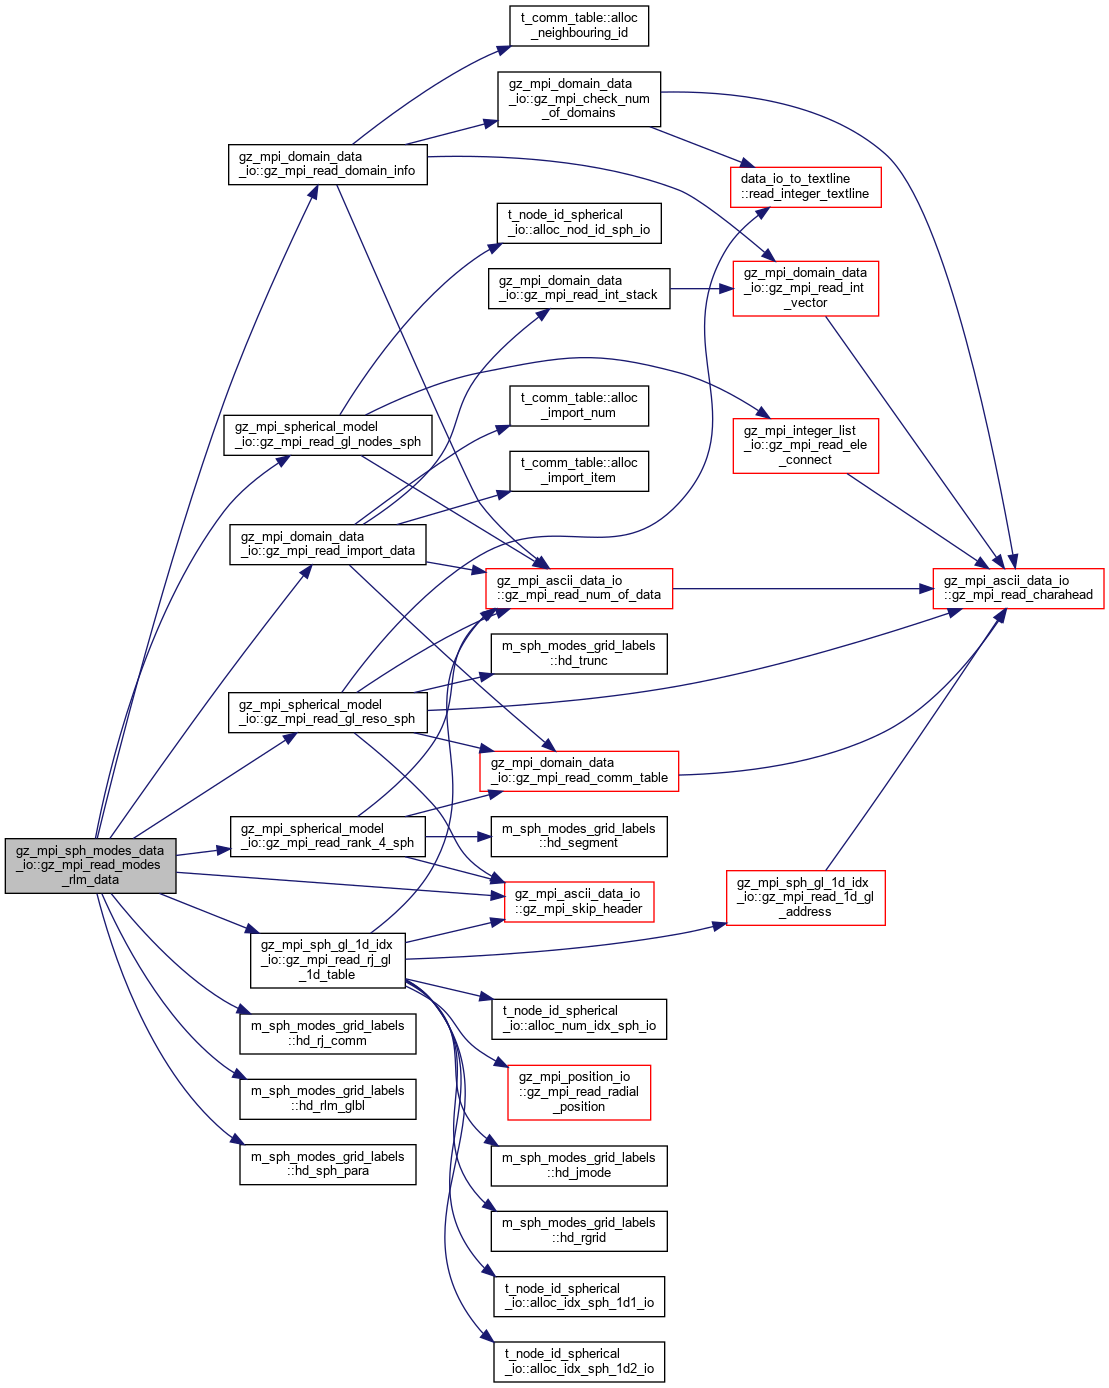 t_comm_table::alloc
_neighbouring_id
gz_mpi_domain_data
_io::gz_mpi_check_num
_of_domains
gz_mpi_domain_data
_io::gz_mpi_read_domain_info
data_io_to_textline
::read_integer_textline
t_node_id_spherical
_io::alloc_nod_id_sph_io
gz_mpi_domain_data
_io::gz_mpi_read_int_stack
gz_mpi_domain_data
_io::gz_mpi_read_int
_vector
t_comm_table::alloc
_import_num
gz_mpi_spherical_model
_io::gz_mpi_read_gl_nodes_sph
gz_mpi_integer_list
_io::gz_mpi_read_ele
_connect
t_comm_table::alloc
_import_item
gz_mpi_domain_data
_io::gz_mpi_read_import_data
gz_mpi_ascii_data_io
::gz_mpi_read_num_of_data
gz_mpi_ascii_data_io
::gz_mpi_read_charahead
m_sph_modes_grid_labels
::hd_trunc
gz_mpi_spherical_model
_io::gz_mpi_read_gl_reso_sph
gz_mpi_domain_data
_io::gz_mpi_read_comm_table
gz_mpi_spherical_model
_io::gz_mpi_read_rank_4_sph
m_sph_modes_grid_labels
::hd_segment
gz_mpi_sph_modes_data
_io::gz_mpi_read_modes
_rlm_data
gz_mpi_ascii_data_io
::gz_mpi_skip_header
gz_mpi_sph_gl_1d_idx
_io::gz_mpi_read_1d_gl
_address
gz_mpi_sph_gl_1d_idx
_io::gz_mpi_read_rj_gl
_1d_table
t_node_id_spherical
_io::alloc_num_idx_sph_io
m_sph_modes_grid_labels
::hd_rj_comm
gz_mpi_position_io
::gz_mpi_read_radial
_position
m_sph_modes_grid_labels
::hd_rlm_glbl
m_sph_modes_grid_labels
::hd_sph_para
m_sph_modes_grid_labels
::hd_jmode
m_sph_modes_grid_labels
::hd_rgrid
t_node_id_spherical
_io::alloc_idx_sph_1d1_io
t_node_id_spherical
_io::alloc_idx_sph_1d2_io